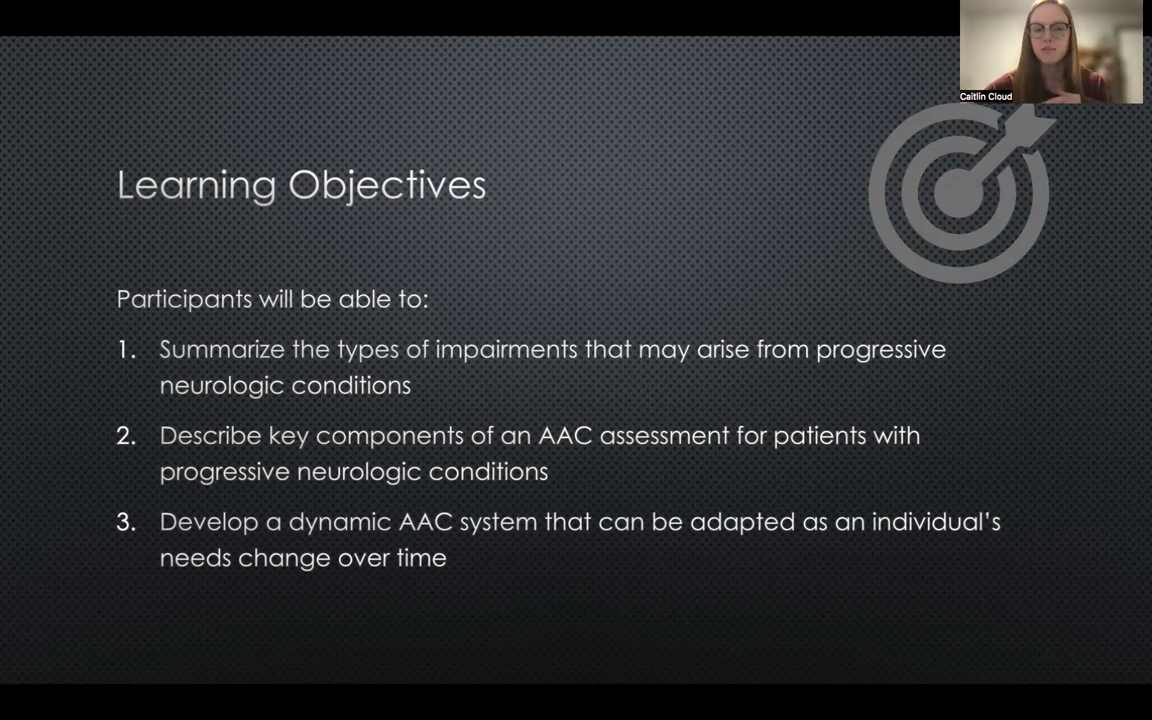 Caitlin Cloud
Learning Objectives
Participants will be able to:
1. Summarize the types of impairments that may arise from progressive
neurologic conditions
2. Describe key components of an AAC assessment for patients with
progressive neurologic conditions
3. Develop a dynamic AAC system that can be adapted as an individual’s
needs change over time